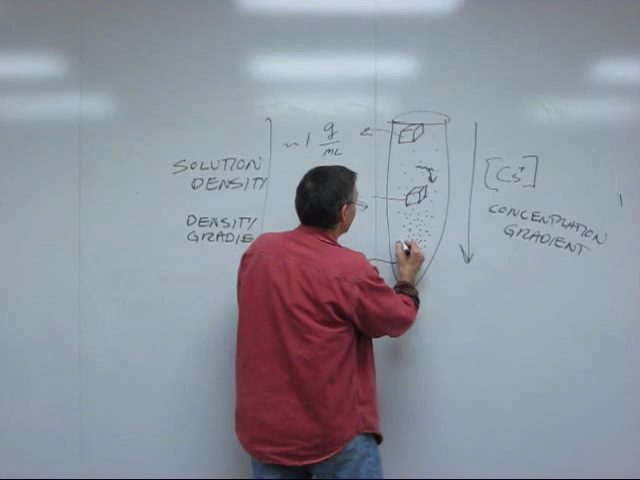 ~1 g/mL
SOLUTION
DENSITY
DENSITY
GRADIE
[Cs+]
CONCENTRATION
GRADIENT